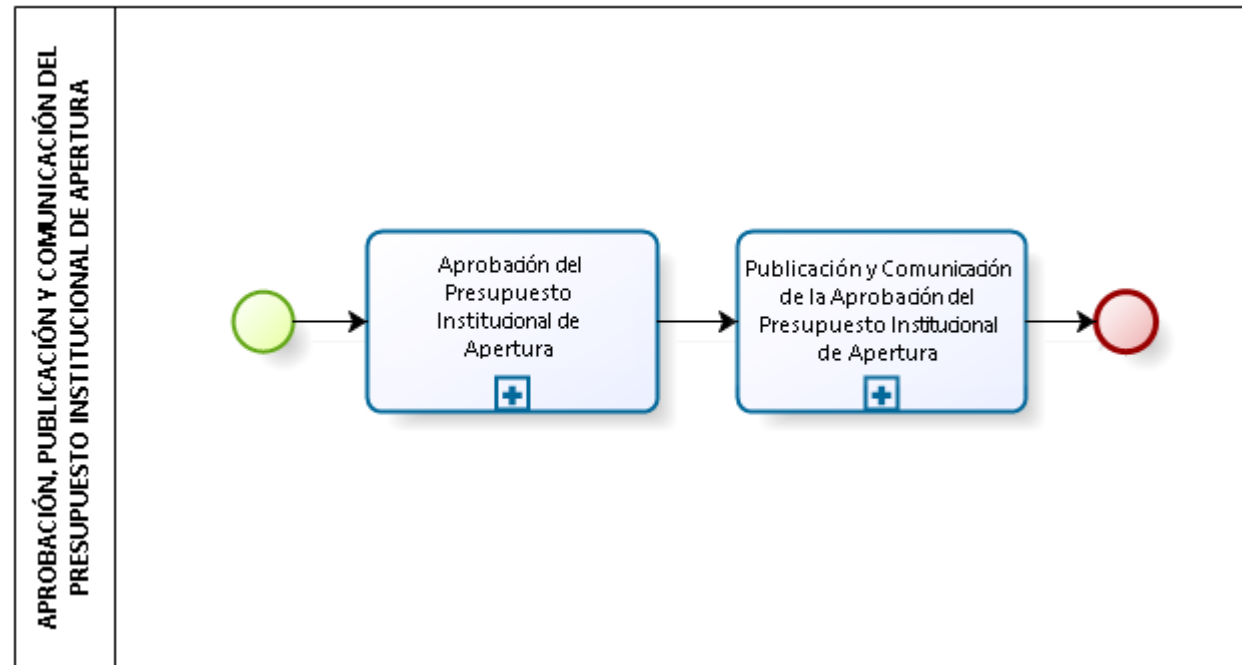 APROBACIÓN, PUBLICACIÓN Y COMUNICACIÓN DEL
PRESUPUESTO INSTITUCIONAL DE APERTURA
Aprobación del
Presupuesto
Institucional de
Apertura
Publicación y Comunicación
de la Aprobación del
Presupuesto Institucional
de Apertura